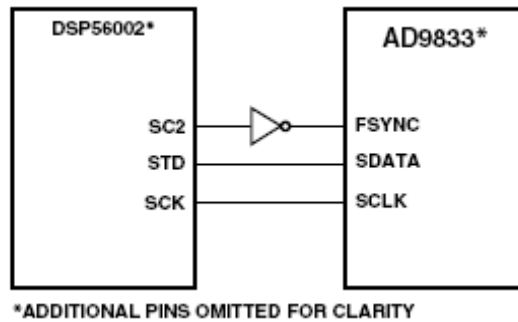 DSP56002*
AD9833*
SC2
FSYNC
STD
SDATA
SCK
SCLK
*ADDITIONAL PINS OMITTED FOR CLARITY